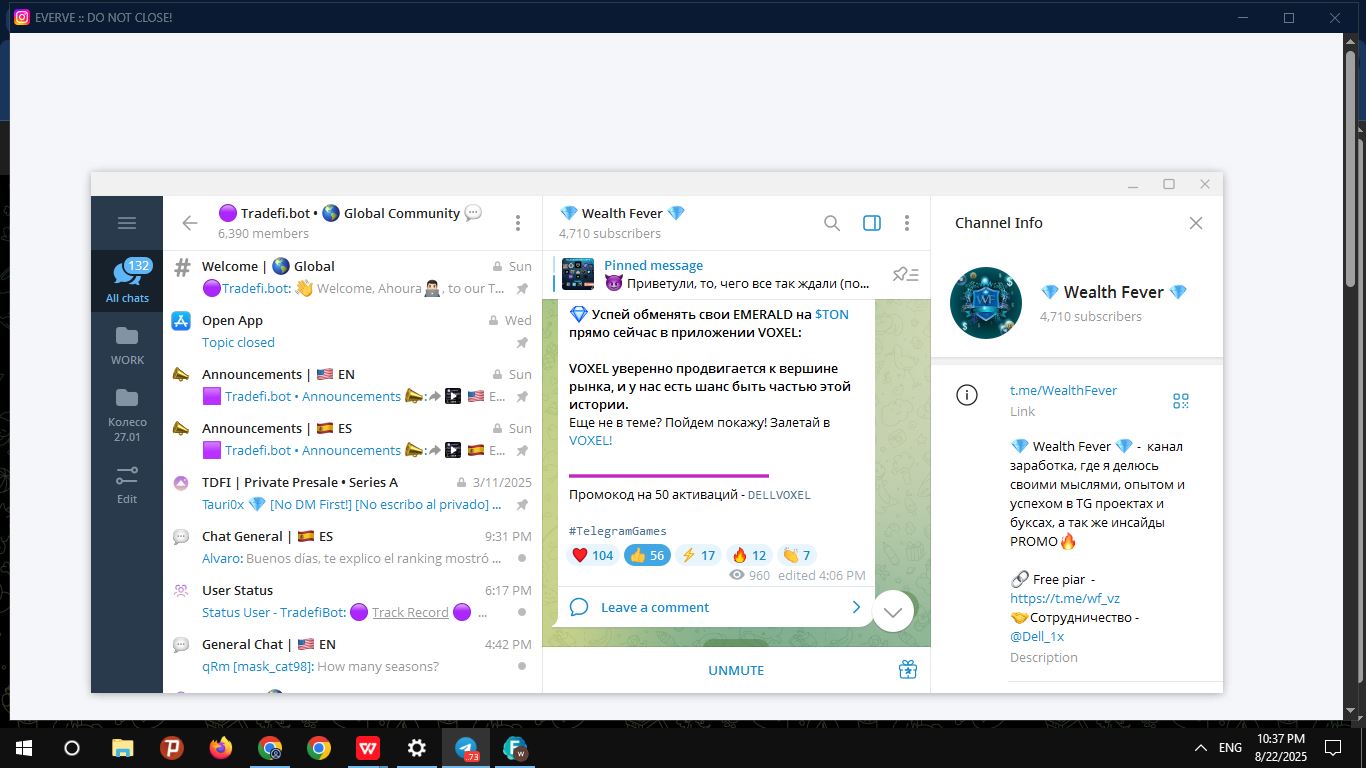 EVERVE :: DO NOT CLOSE!
132
All chats
WORK
Колесо
27.01
Edit
Tradefi.bot • Global Community
6,390 members
Welcome | Global
Sun
Tradefi.bot: Welcome, Ahoura , to our T...
Open App
Wed
Topic closed
Announcements | EN
Sun
Tradefi.bot • Announcements : E...
Announcements | ES
Sun
Tradefi.bot • Announcements : E...
TDFI | Private Presale • Series A
3/11/2025
Tauri0x [No DM First!] [No escribo al privado] ...
Chat General | ES
9:31 PM
Alvaro: Buenos días, te explico el ranking mostró ...
User Status
6:17 PM
Status User - TradefiBot: Track Record ...
General Chat | EN
4:42 PM
qRm [mask_cat98]: How many seasons?
Wealth Fever
4,710 subscribers
Pinned message
Приветули, то, чего все так ждали (по...
Успей обменять свои EMERALD на $TON
прямо сейчас в приложении VOXEL:
VOXEL уверенно продвигается к вершине
рынка, и у нас есть шанс быть частью этой
истории.
Еще не в теме? Пойдем покажу! Залетай в
VOXEL!
Промокод на 50 активаций - DELLVOXEL
#TelegramGames
104
56
17
12
7
960 edited 4:06 PM
Leave a comment
UNMUTE
Channel Info
WF
Wealth Fever
4,710 subscribers
t.me/WealthFever
Link
Wealth Fever - канал
заработка, где я делюсь
своими мыслями, опытом и
успехом в TG проектах и
буксах, а так же инсайды
PROMO
Free piar -
https://t.me/wf_vz
Сотрудничество -
@Dell_1x
Description
73
ENG
10:37 PM
8/22/2025